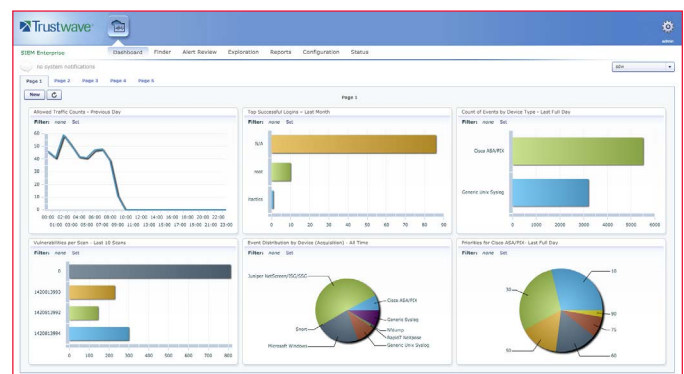 Trustwave
admin
SIEM Enterprise
Dashboard Finder Alert Review Exploration Reports Configuration Status
no system notifications
Page 1 Page 2 Page 3 Page 4 Page 5
New
Page 1
Allowed Traffic Counts - Previous Day
Filter: none Set
60
50
40
30
20
10
0
00:00 02:00 04:00 06:00 08:00 10:00 12:00 14:00 16:00 18:00 20:00 22:00
01:00 03:00 05:00 07:00 09:00 11:00 13:00 15:00 17:00 19:00 21:00 23:00
Top Successful Logins - Last Month
Filter: none Set
N/A
root
0 10 20 30 40 50 60 70 80 90
Count of Events by Device Type - Last Full Day
Filter: none Set
Cisco ASA/PIX
Generic Unix Syslog
0 1000 2000 3000 4000 5000 6000
Vulnerabilities per Scan - Last 10 Scans
Filter: none Set
0
1420013993
1420013992
1420013994
0 100 200 300 400 500 600 700 800
Event Distribution by Device (Acquisition) - All Time
Filter: none Set
Juniper NetScreen/ISG/SSG
Cisco ASA/PIX
Generic Syslog
NVdump
Rapid7 NeXpose
Generic Unix Syslog
Snort
Microsoft Windows
Priorities for Cisco ASA/PIX- Last Full Day
Filter: none Set
10
90
75
60
50
30